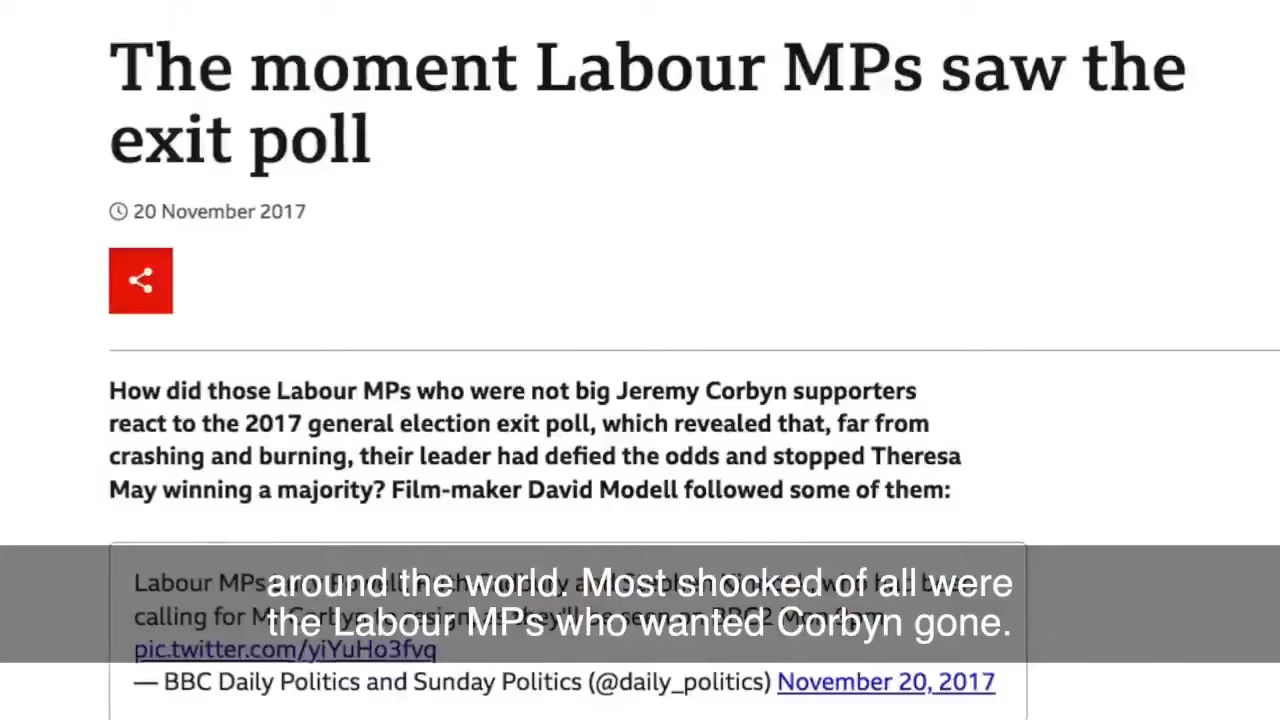 The moment Labour MPs saw the
exit poll
20 November 2017
How did those Labour MPs who were not big Jeremy Corbyn supporters
react to the 2017 general election exit poll, which revealed that, far from
crashing and burning, their leader had defied the odds and stopped Theresa
May winning a majority? Film-maker David Modell followed some of them:
Labour MPs
calling for
pic.twitter.com/yiYuHo3fvq
— BBC Daily Politics and Sunday Politics (@daily_politics) November 20, 2017
around the world. Most shocked of all were
the Labour MPs who wanted Corbyn gone.